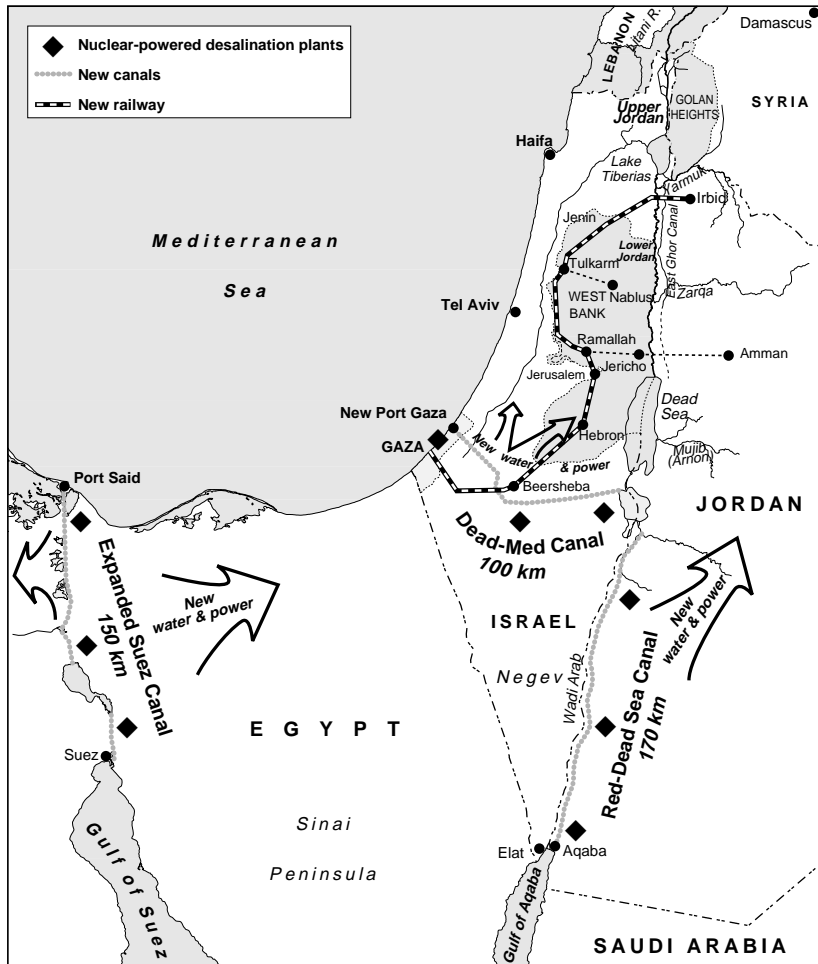 Nuclear-powered desalination plants
New canals
New railway
Damascus
LEBANON
Litani R.
Upper
Jordan
GOLAN
HEIGHTS
SYRIA
Haifa
Lake
Tiberias
Yarmuk
Irbid
Mediterranean
Sea
Jenin
Lower
Jordan
East Ghor Canal
Tulkarm
WEST
BANK
Nablus
Zarqa
Tel Aviv
Ramallah
Jericho
Amman
Jerusalem
New Port Gaza
Dead
Sea
GAZA
New water
& power
Hebron
Mujib
(Arnon)
Port Said
Beersheba
JORDAN
Dead-Med Canal
100 km
Expanded Suez Canal
150 km
New
water & power
New
water & power
ISRAEL
Negev
Wadi Arab
Red-Dead Sea Canal
170 km
EGYPT
Suez
Sinai
Peninsula
Gulf of Suez
Elat
Aqaba
Gulf of Aqaba
SAUDI ARABIA